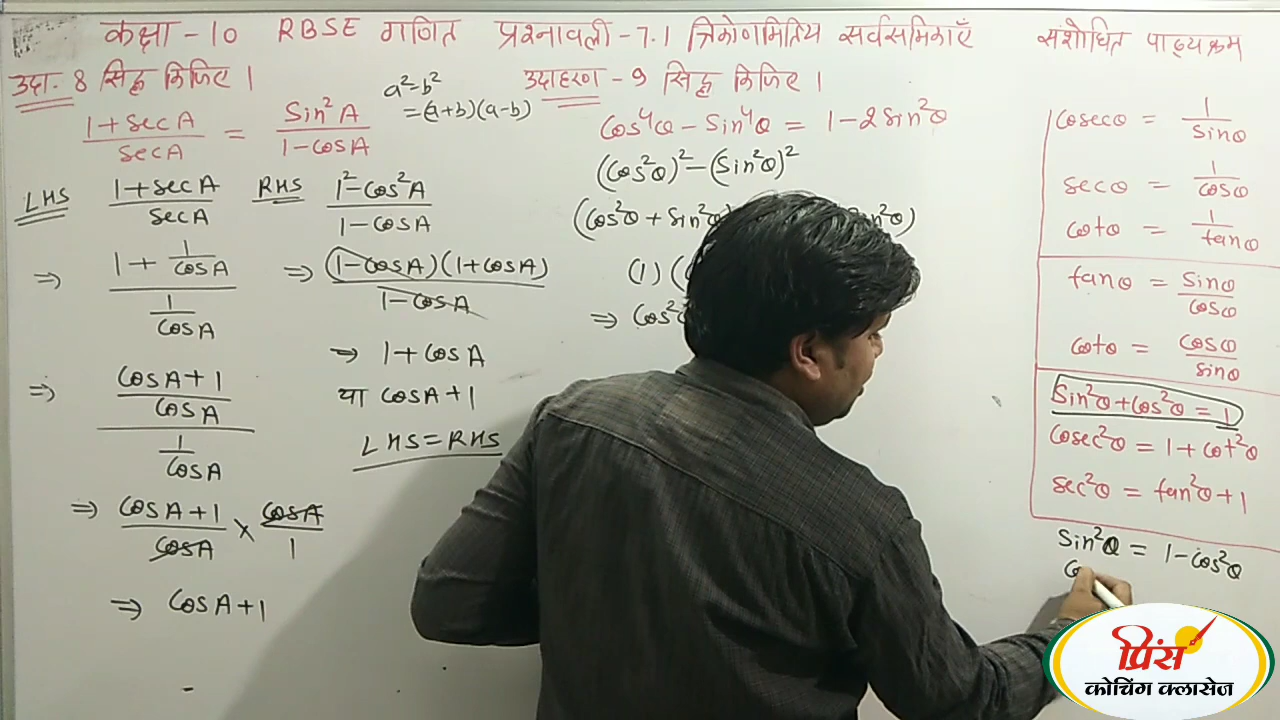 कक्षा - 10 RBSE गणित प्रश्नावली - 7.1 त्रिकोणमितिय सर्वसमिकाएँ संशोधित पाठ्यक्रम
उदा. 8 सिद्ध किजिए ।
a²-b²
=(a+b)(a-b)
(1+secA)/secA = Sin²A/(1-cosA)
LHS (1+secA)/secA
⇒ (1+1/cosA)/(1/cosA)
⇒ ((cosA+1)/cosA)/(1/cosA)
⇒ (cosA+1)/cosA × cosA/1
⇒ cosA+1
RHS (1²-cos²A)/(1-cosA)
⇒ (1-cosA)(1+cosA)/(1-cosA)
⇒ 1+cosA
या cosA+1
LHS=RHS
उदाहरण - 9 सिद्ध किजिए ।
cos⁴θ-Sin⁴θ = 1-2Sin²θ
(cos²θ)²-(Sin²θ)²
(cos²θ+Sin²θ) Sin²θ)
(1)(
⇒ cos²
cosecθ = 1/sinθ
secθ = 1/cosθ
cotθ = 1/tanθ
tanθ = sinθ/cosθ
cotθ = cosθ/sinθ
Sin²θ+cos²θ = 1
cosec²θ = 1+cot²θ
sec²θ = tan²θ+1
Sin²θ = 1-cos²θ
प्रिंस
कोचिंग क्लासेज